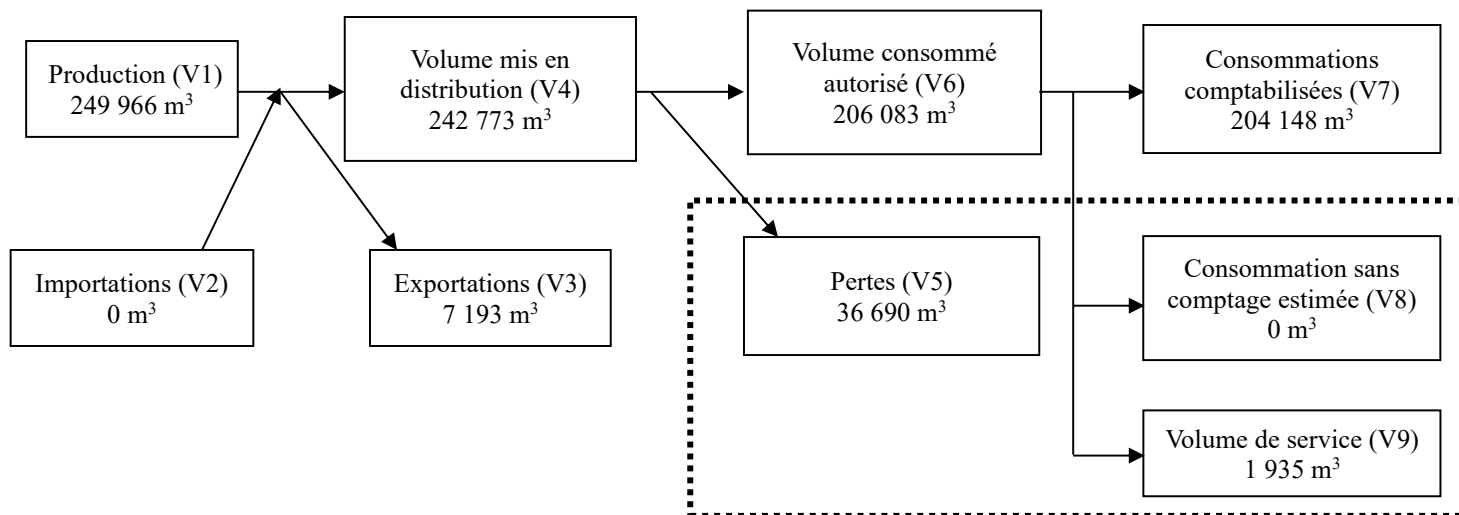 Production (V1)
249 966 m³
Volume mis en
distribution (V4)
242 773 m³
Volume consommé
autorisé (V6)
206 083 m³
Consommations
comptabilisées (V7)
204 148 m³
Importations (V2)
0 m³
Exportations (V3)
7 193 m³
Pertes (V5)
36 690 m³
Consommation sans
comptage estimée (V8)
0 m³
Volume de service (V9)
1 935 m³